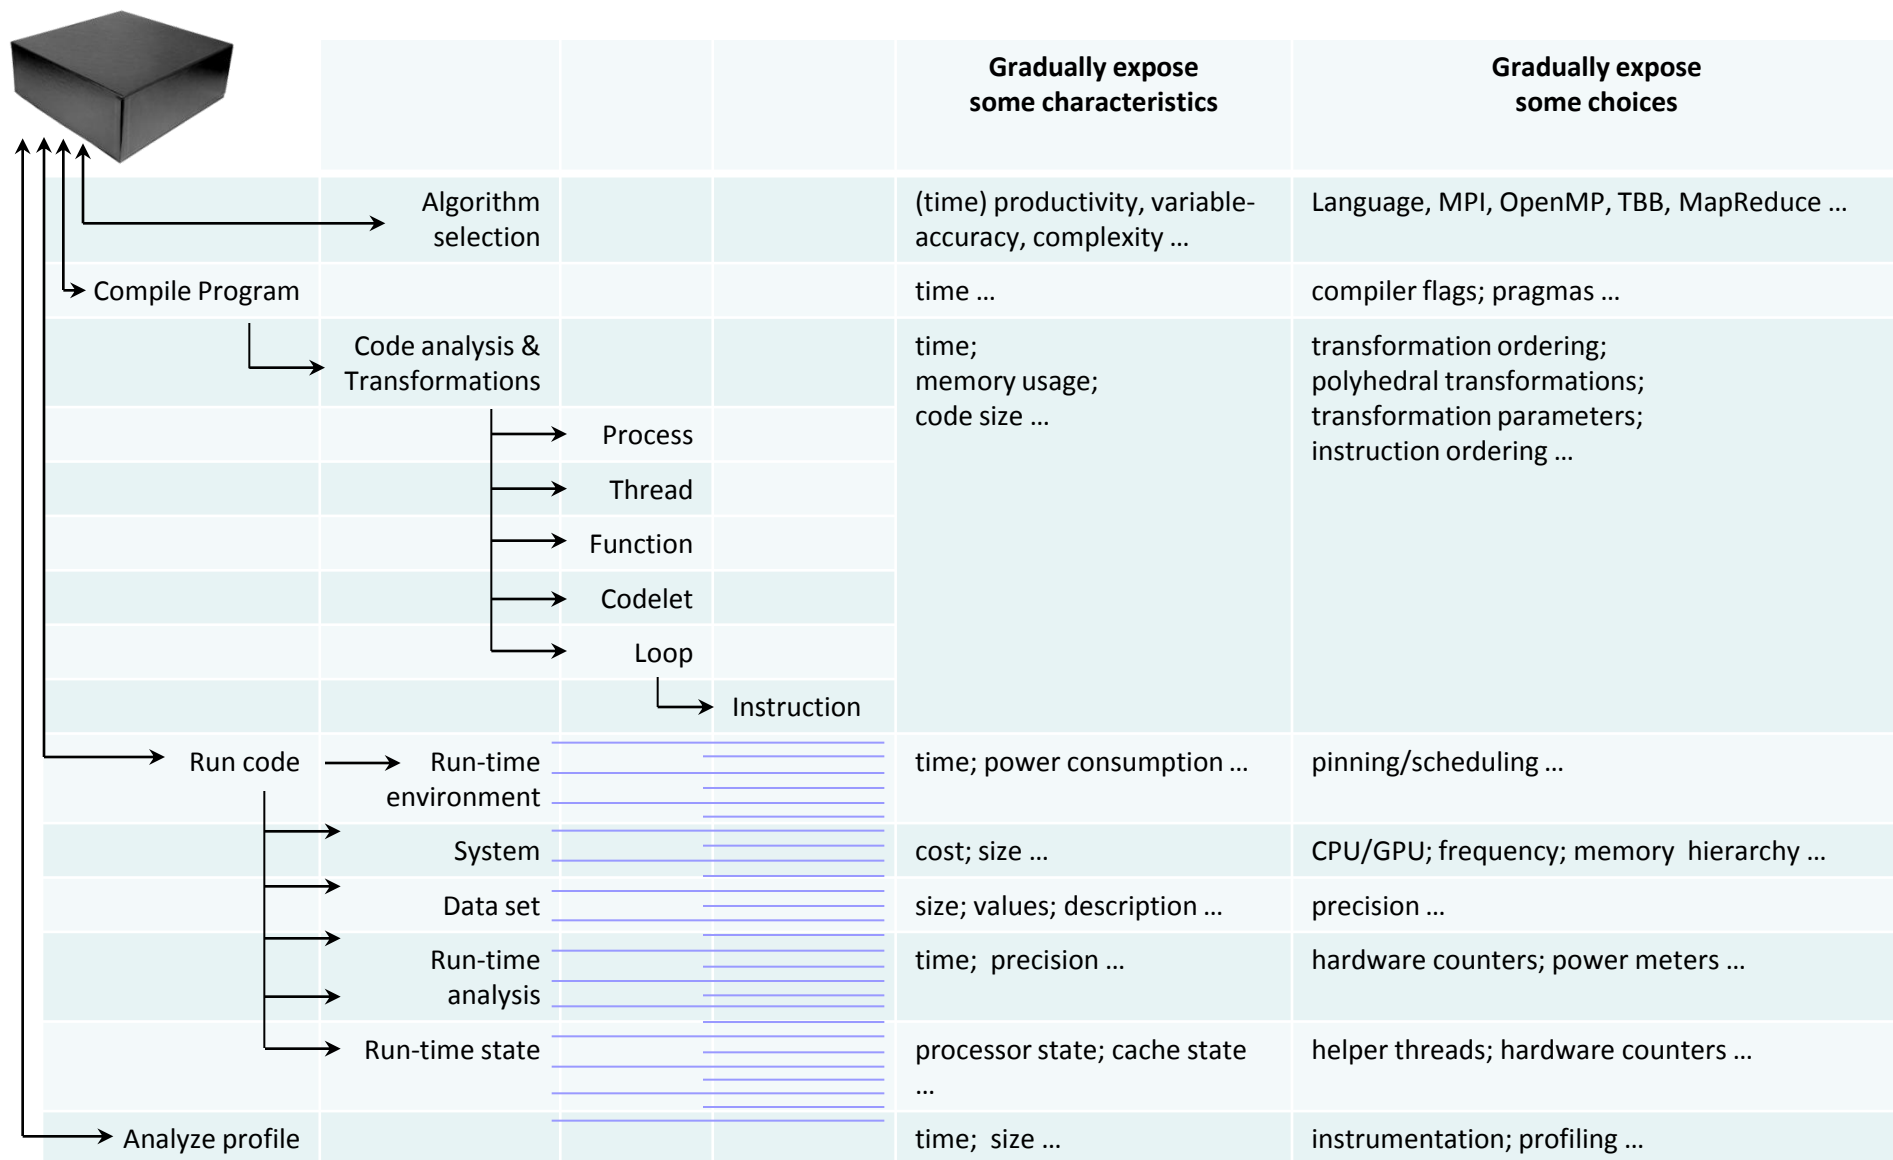 Gradually expose
some characteristics
Gradually expose
some choices
Algorithm
selection
(time) productivity, variable-
accuracy, complexity ...
Language, MPI, OpenMP, TBB, MapReduce ...
Compile Program
time ...
compiler flags; pragmas ...
Code analysis &
Transformations
time;
memory usage;
code size ...
transformation ordering;
polyhedral transformations;
transformation parameters;
instruction ordering ...
Process
Thread
Function
Codelet
Loop
Instruction
Run code
Run-time
environment
time; power consumption ...
pinning/scheduling ...
System
cost; size ...
CPU/GPU; frequency; memory  hierarchy ...
Data set
size; values; description ...
precision ...
Run-time
analysis
time;  precision ...
hardware counters; power meters ...
Run-time state
processor state; cache state
...
helper threads; hardware counters ...
Analyze profile
time;  size ...
instrumentation; profiling ...